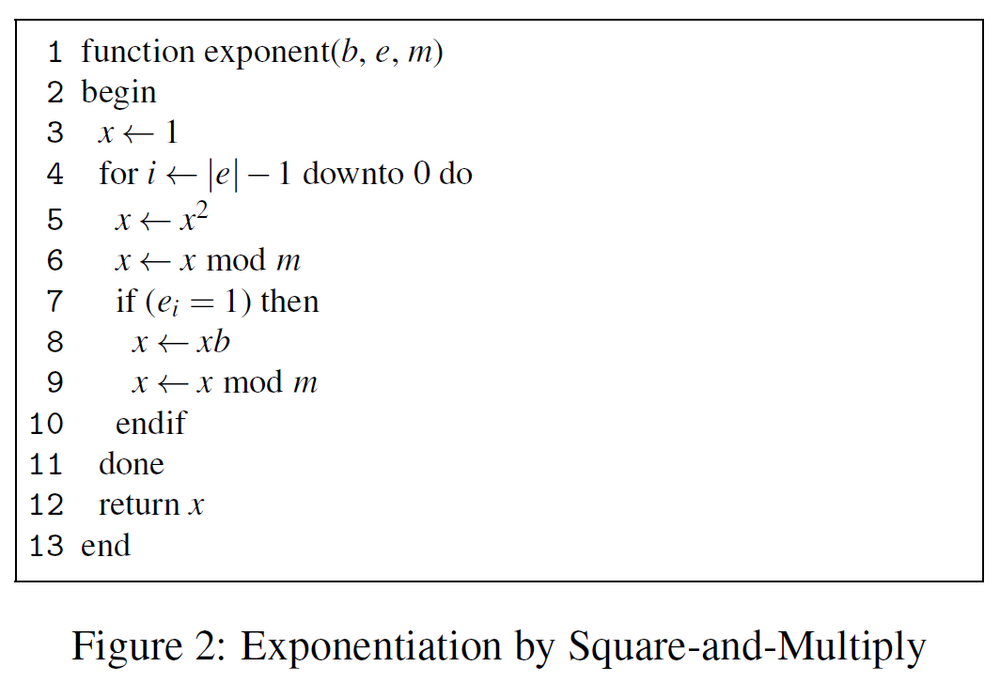 1 function exponent(b, e, m)
2 begin
3 x ← 1
4 for i ← |e| − 1 downto 0 do
5 x ← x²
6 x ← x mod m
7 if (eᵢ = 1) then
8 x ← xb
9 x ← x mod m
10 endif
11 done
12 return x
13 end
Figure 2: Exponentiation by Square-and-Multiply